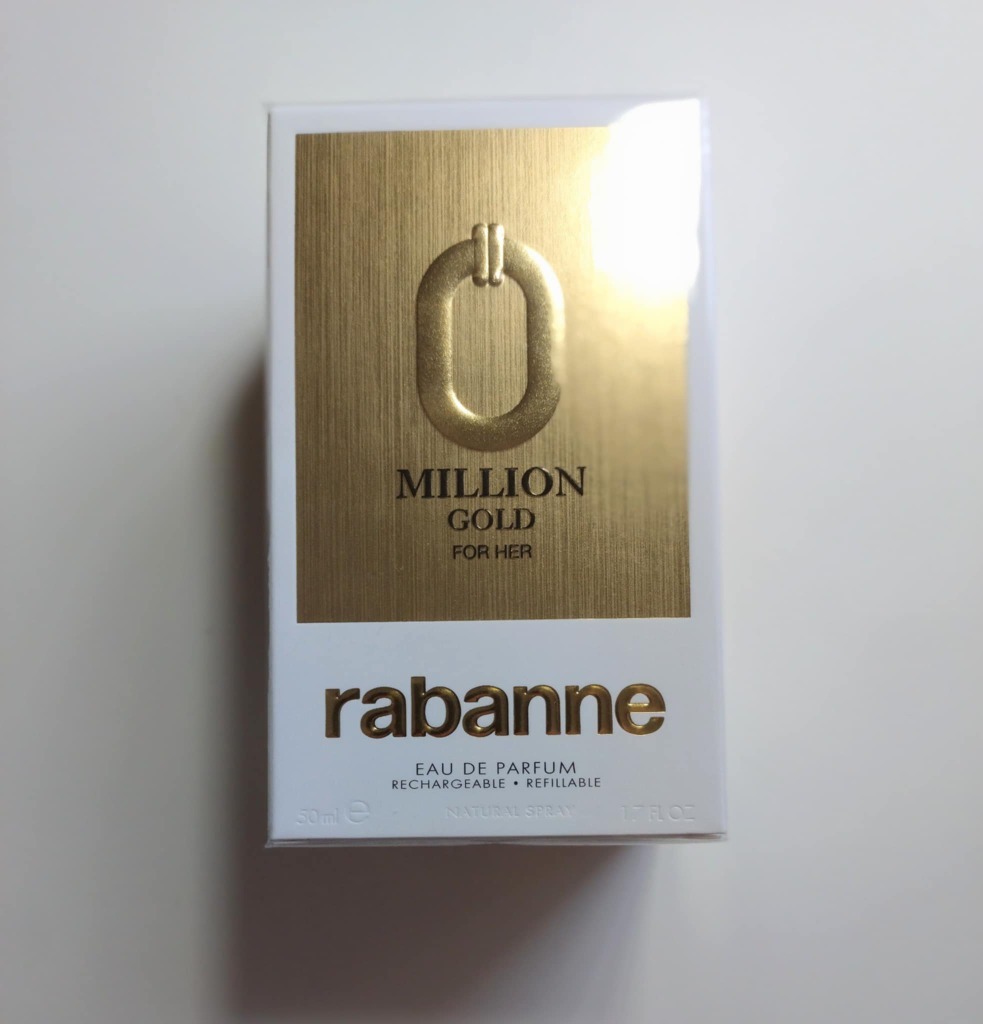 MILLION
GOLD
FOR HER
rabanne
EAU DE PARFUM
RECHARGEABLE • REFILLABLE
50 ml ℮ - NATURAL SPRAY - 1.7 FL OZ